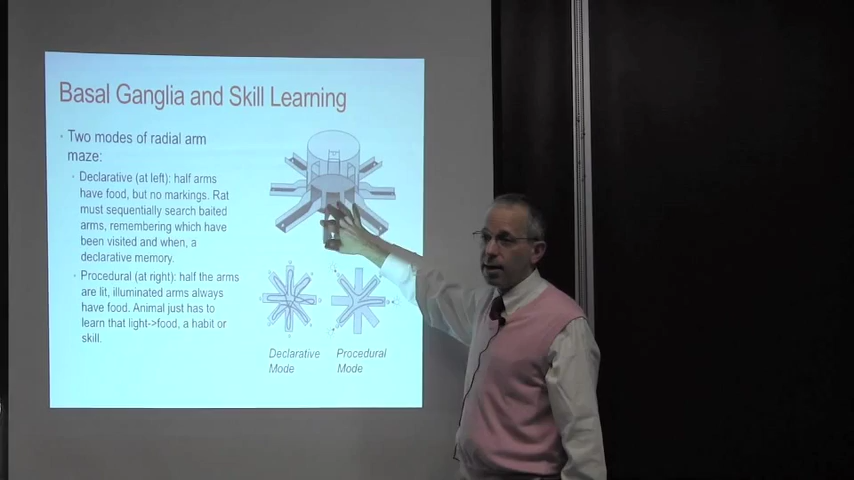 Basal Ganglia and Skill Learning
Two modes of radial arm
maze:
Declarative (at left): half arms
have food, but no markings. Rat
must sequentially search baited
arms, remembering which have
been visited and when, a
declarative memory.
Procedural (at right): half the arms
are lit, illuminated arms always
have food. Animal just has to
learn that light->food, a habit or
skill.
Declarative
Mode
Procedural
Mode